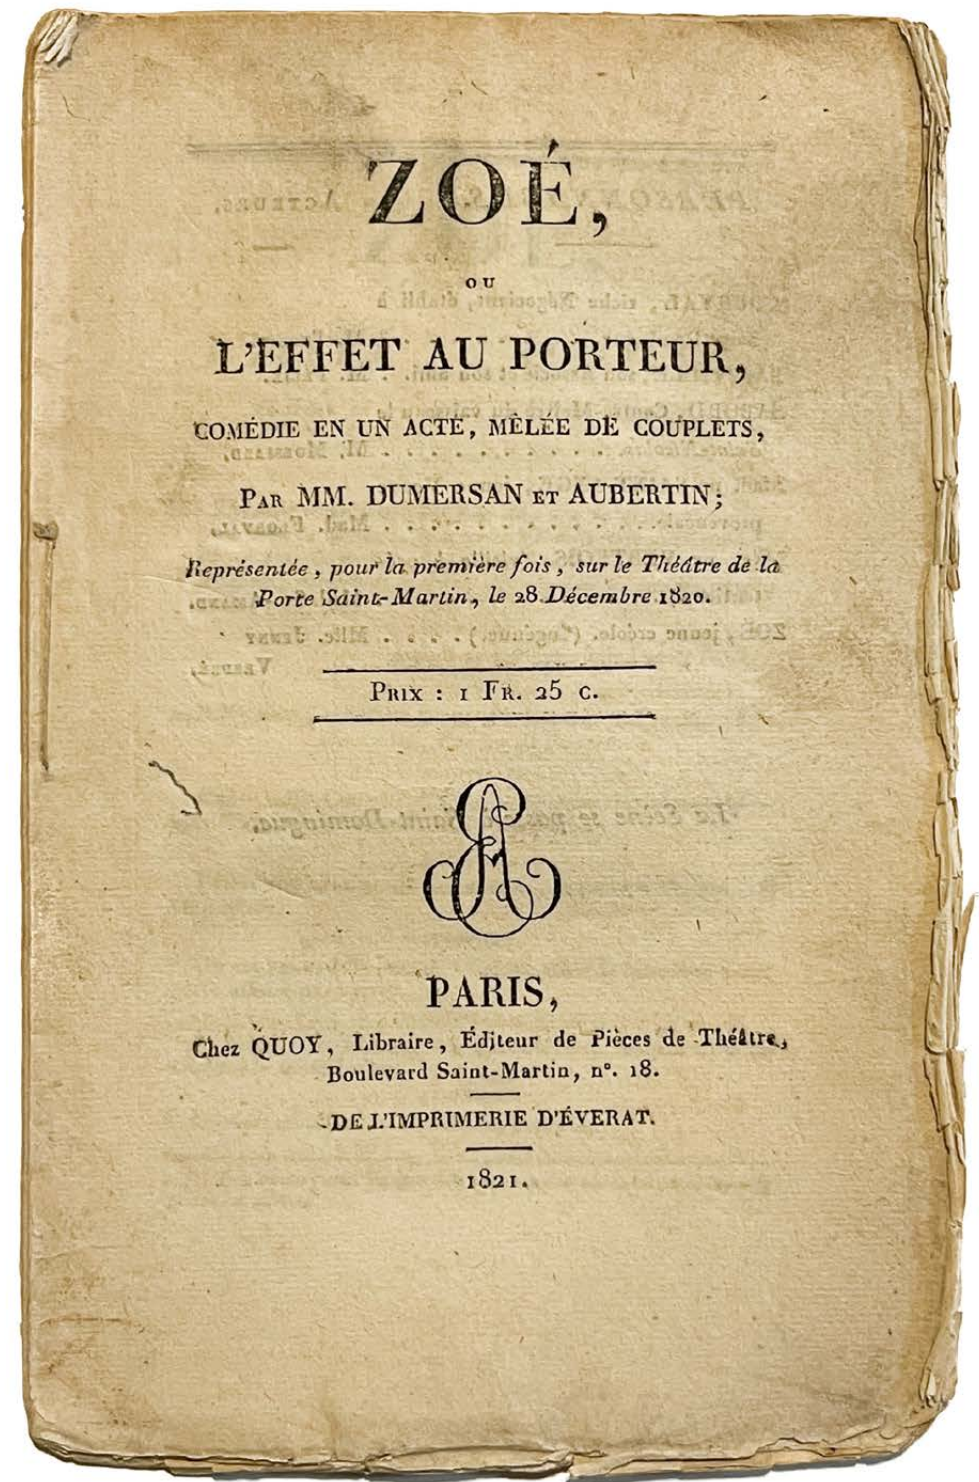 ZOÉ,
OU
L'EFFET AU PORTEUR,
COMÉDIE EN UN ACTE, MÊLÉE DE COUPLETS,
PAR MM. DUMERSAN ET AUBERTIN;
Représentée, pour la première fois, sur le Théâtre de la
Porte Saint-Martin, le 28 Décembre 1820.
PRIX : 1 FR. 25 C.
PARIS,
Chez QUOY, Libraire, Éditeur de Pièces de Théâtre,
Boulevard Saint-Martin, n°. 18.
DE L'IMPRIMERIE D'ÉVERAT.
1821.